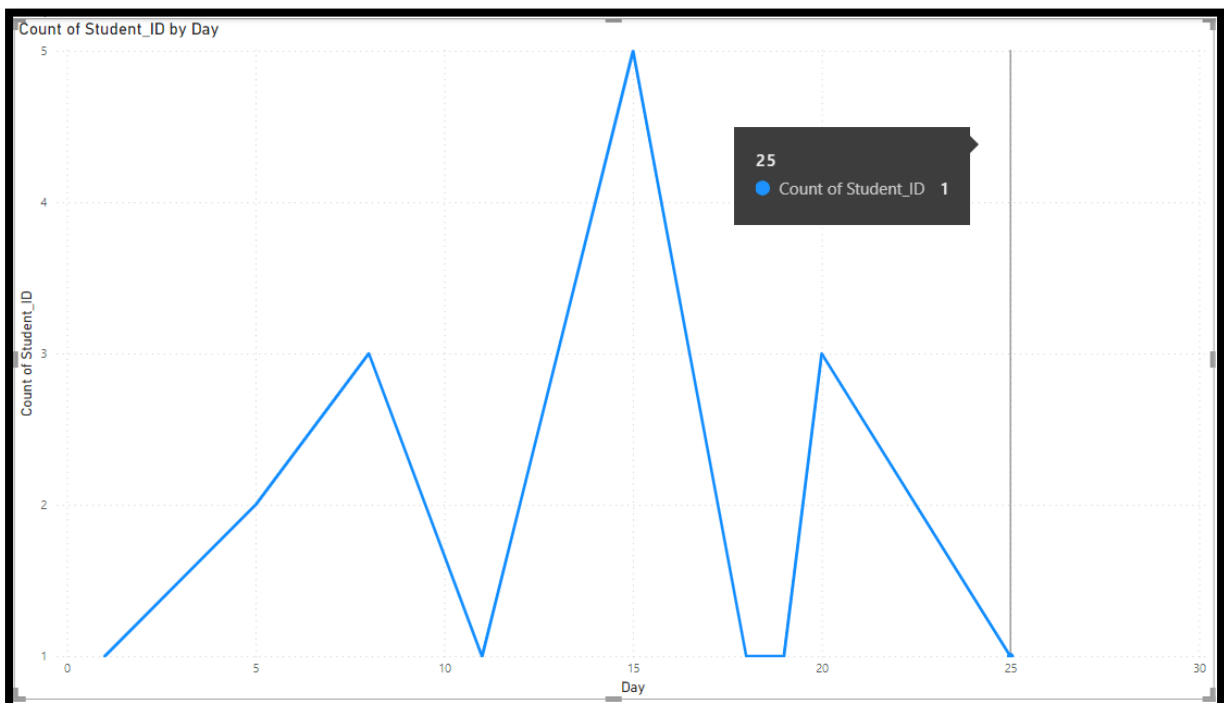 Count of Student_ID by Day
5
4
3
2
1
Count of Student_ID
25
Count of Student_ID 1
0 5 10 15 20 25 30
Day